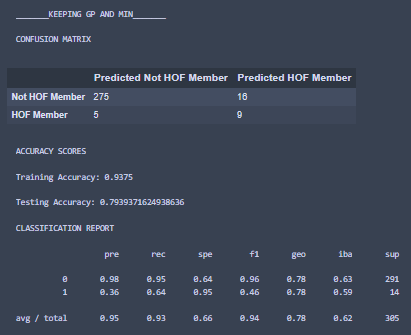 _______KEEPING GP AND MIN_______
CONFUSION MATRIX
Predicted Not HOF Member Predicted HOF Member
Not HOF Member 275 16
HOF Member 5 9
ACCURACY SCORES
Training Accuracy: 0.9375
Testing Accuracy: 0.7939371624938636
CLASSIFICATION REPORT
pre rec spe f1 geo iba sup
0 0.98 0.95 0.64 0.96 0.78 0.63 291
1 0.36 0.64 0.95 0.46 0.78 0.59 14
avg / total 0.95 0.93 0.66 0.94 0.78 0.62 305